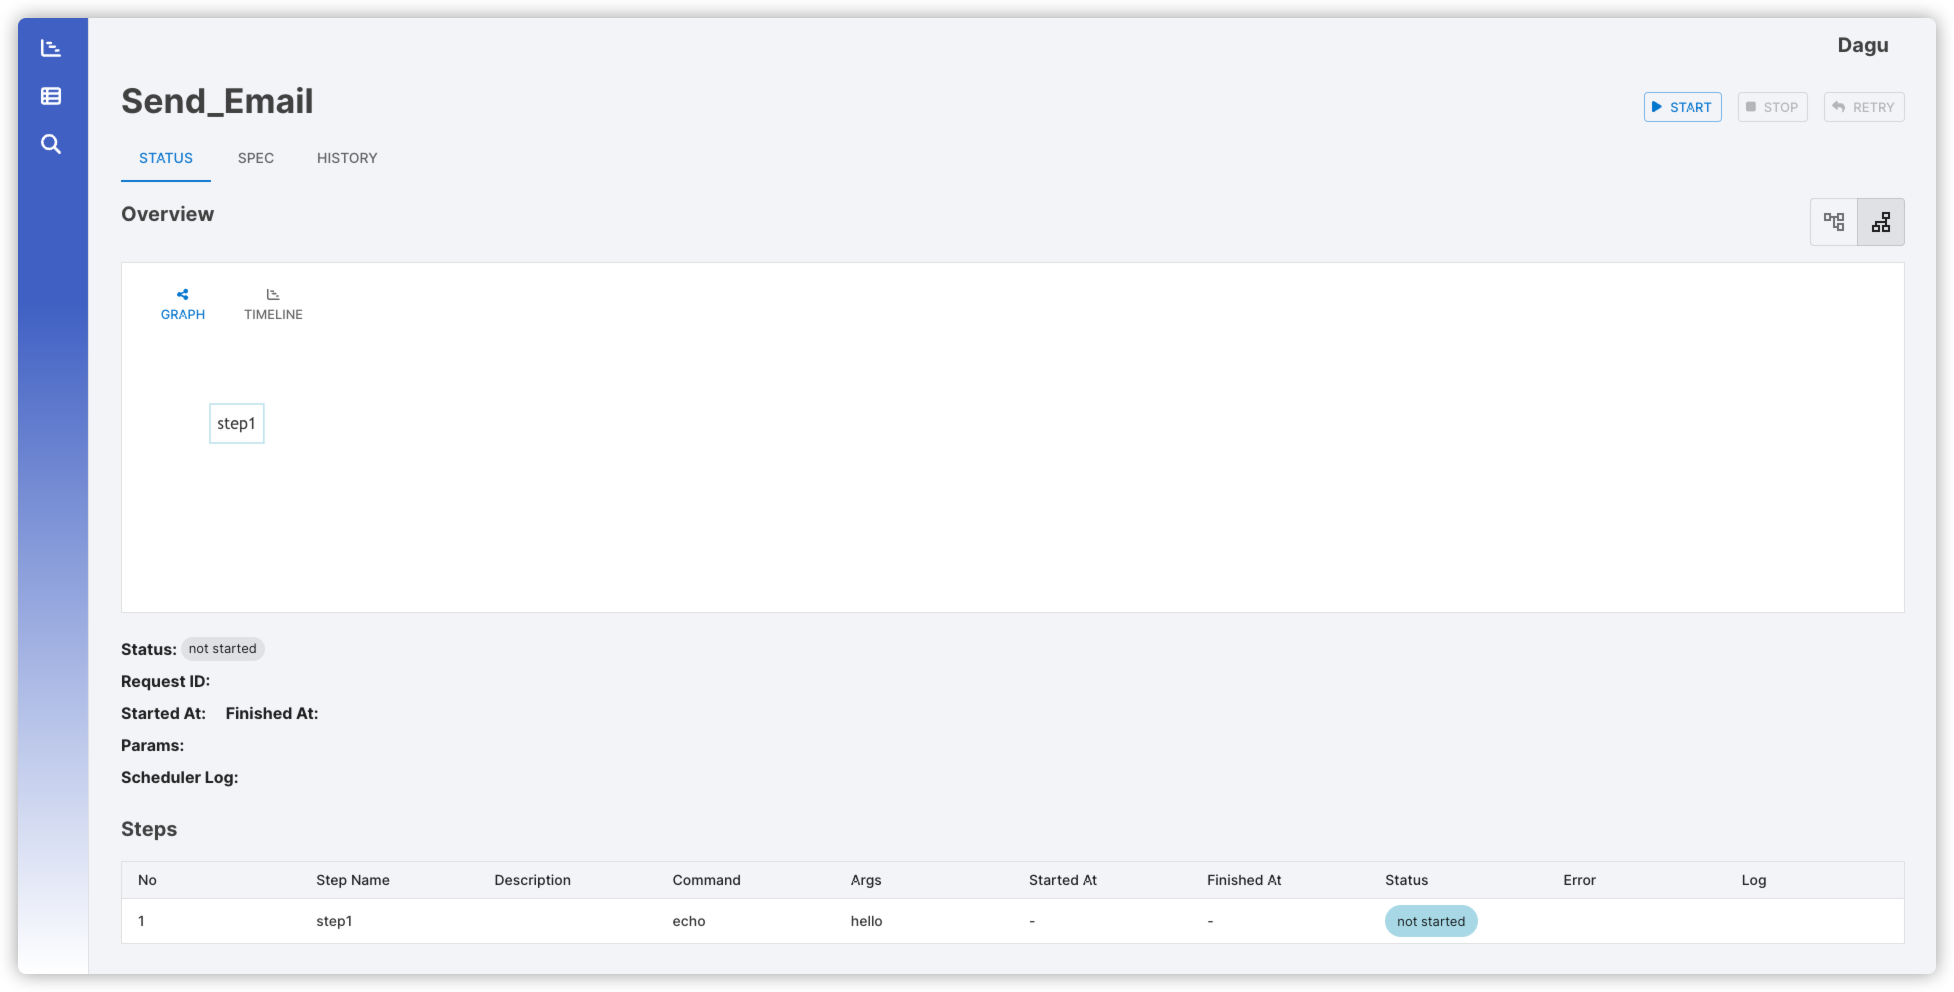 Dagu
Send_Email
START STOP RETRY
STATUS SPEC HISTORY
Overview
GRAPH TIMELINE
step1
Status: not started
Request ID:
Started At: Finished At:
Params:
Scheduler Log:
Steps
No Step Name Description Command Args Started At Finished At Status Error Log
1 step1 echo hello - - not started